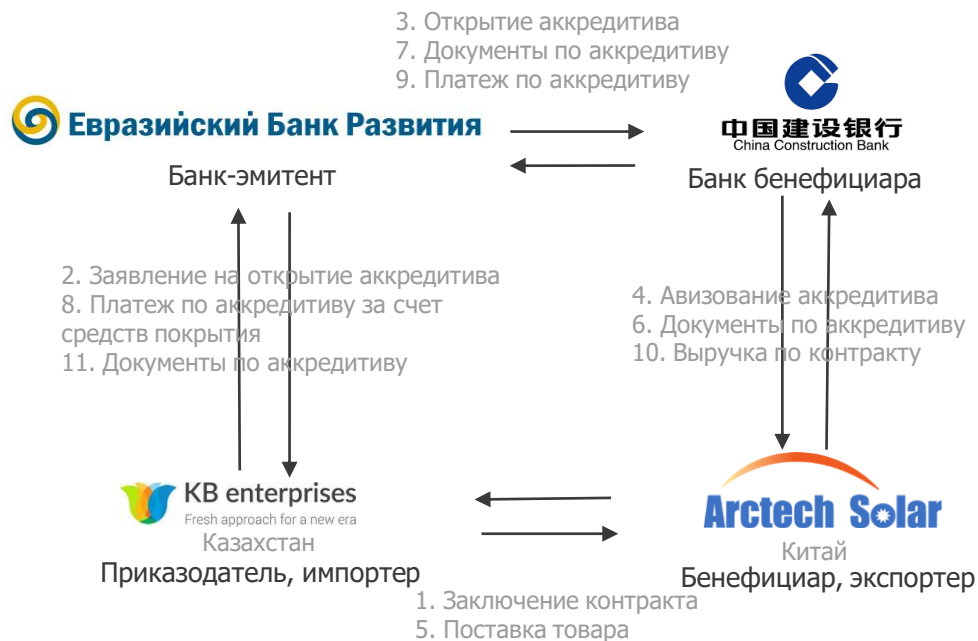 3. Открытие аккредитива
7. Документы по аккредитиву
9. Платеж по аккредитиву
Евразийский Банк Развития
中国建设银行
China Construction Bank
Банк-эмитент
Банк бенефициара
2. Заявление на открытие аккредитива
8. Платеж по аккредитиву за счет
средств покрытия
11. Документы по аккредитиву
4. Авизование аккредитива
6. Документы по аккредитиву
10. Выручка по контракту
KB enterprises
Fresh approach for a new era
Казахстан
Приказодатель, импортер
Arctech Solar
Китай
Бенефициар, экспортер
1. Заключение контракта
5. Поставка товара